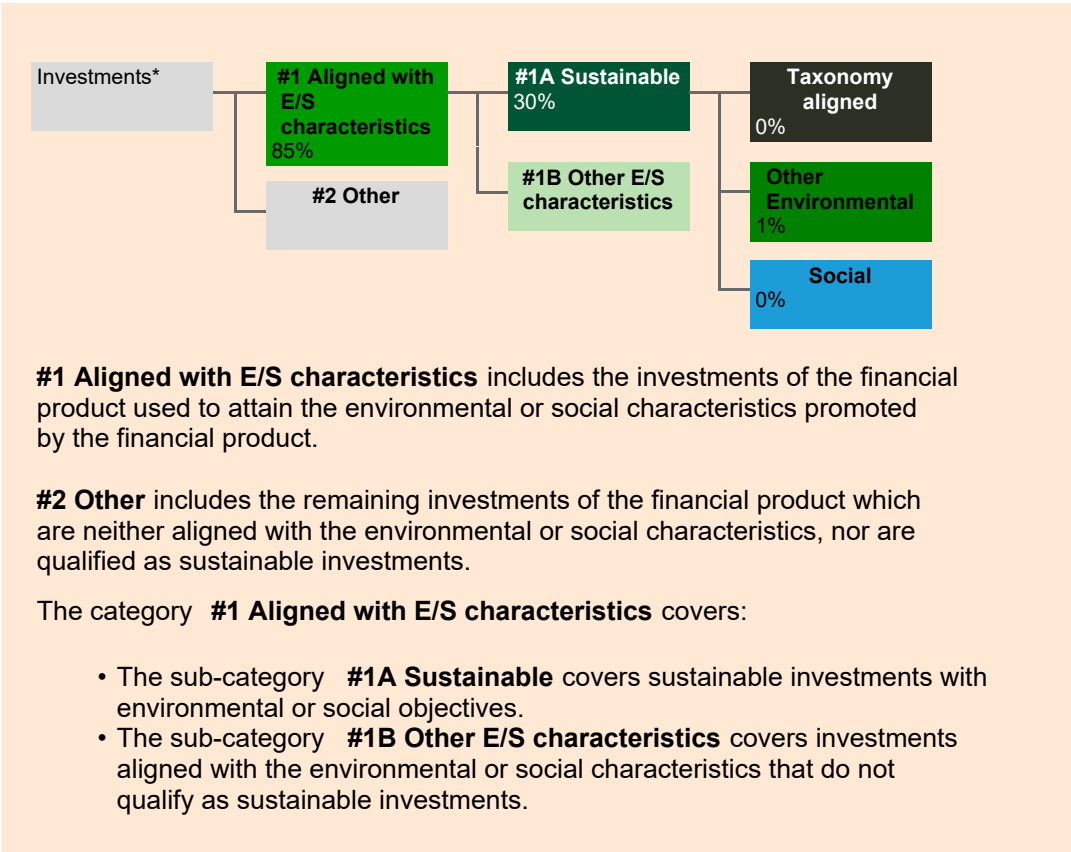 Investments*
#1 Aligned with
E/S
characteristics
85%
#2 Other
#1A Sustainable
30%
#1B Other E/S
characteristics
Taxonomy
aligned
0%
Other
Environmental
1%
Social
0%
#1 Aligned with E/S characteristics includes the investments of the financial
product used to attain the environmental or social characteristics promoted
by the financial product.
#2 Other includes the remaining investments of the financial product which
are neither aligned with the environmental or social characteristics, nor are
qualified as sustainable investments.
The category #1 Aligned with E/S characteristics covers:
• The sub-category #1A Sustainable covers sustainable investments with
environmental or social objectives.
• The sub-category #1B Other E/S characteristics covers investments
aligned with the environmental or social characteristics that do not
qualify as sustainable investments.